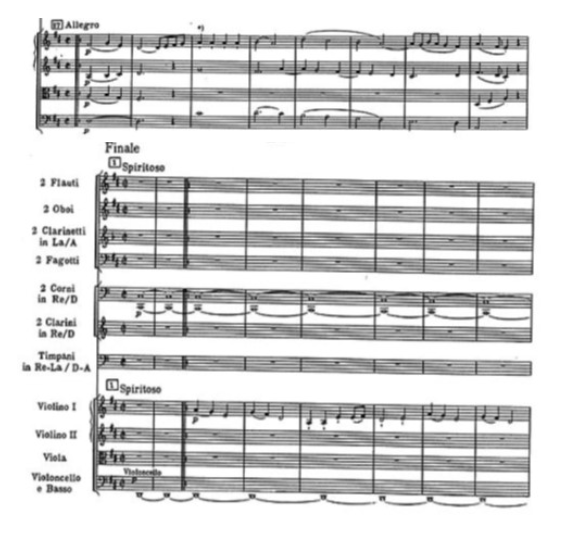 57 Allegro
p
p
p
p
Finale
1 Spiritoso
2 Flauti
2 Oboi
2 Clarinetti
in La/A
2 Fagotti
2 Corni
in Re/D
p
2 Clarini
in Re/D
Timpani
in Re-La / D-A
1 Spiritoso
Violino I
p
Violino II
Viola
Violoncello
Violoncello
e Basso
p